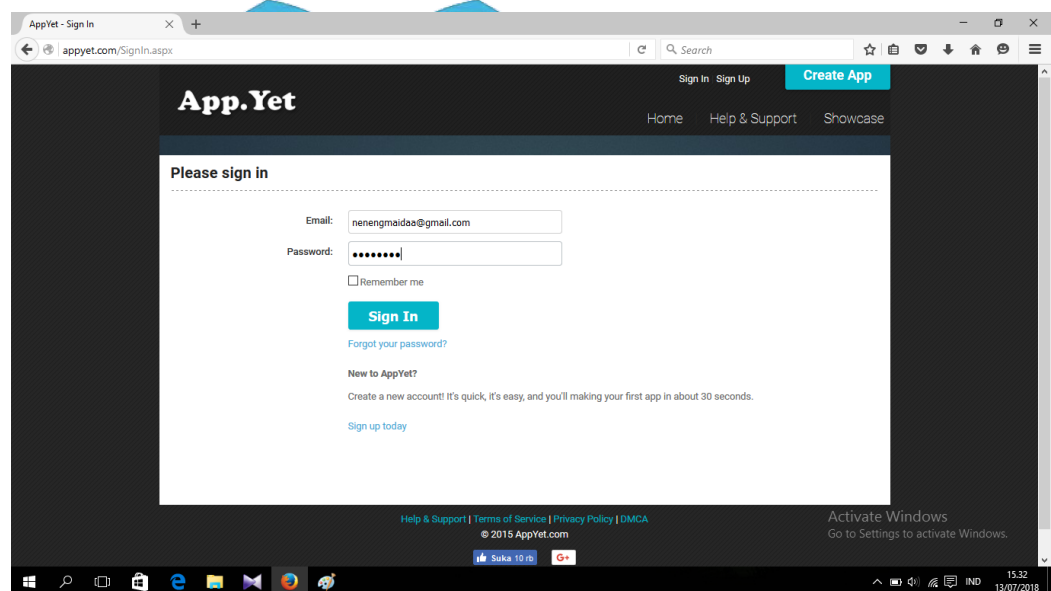 AppYet - Sign In
appyet.com/SignIn.aspx
Search
Sign In Sign Up
Create App
App.Yet
Home Help & Support Showcase
Please sign in
Email: nenengmaidaa@gmail.com
Password: ••••••••
Remember me
Sign In
Forgot your password?
New to AppYet?
Create a new account! It's quick, it's easy, and you'll making your first app in about 30 seconds.
Sign up today
Help & Support | Terms of Service | Privacy Policy | DMCA
© 2015 AppYet.com
Suka 10 rb
G+
Activate Windows
Go to Settings to activate Windows.
IND
15.32
13/07/2018